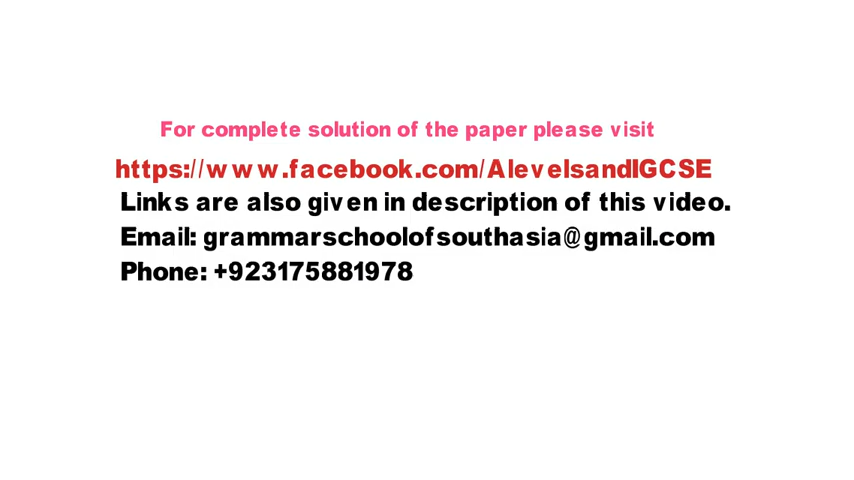 For complete solution of the paper please visit
https://www.facebook.com/AlevelsandIGCSE
Links are also given in description of this video.
Email: grammarschoolofsouthasia@gmail.com
Phone: +923175881978